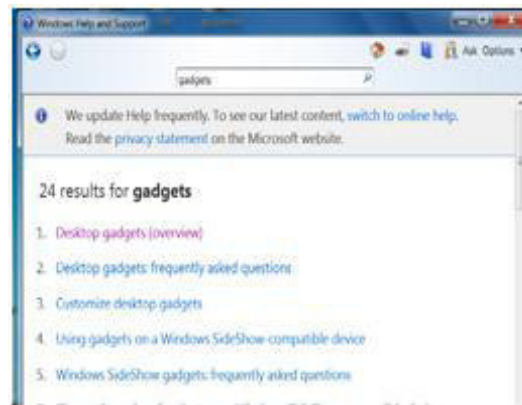 Windows Help and Support
Ask Options
gadgets
We update Help frequently. To see our latest content, switch to online help.
Read the privacy statement on the Microsoft website.
24 results for gadgets
1. Desktop gadgets (overview)
2. Desktop gadgets: frequently asked questions
3. Customize desktop gadgets
4. Using gadgets on a Windows SideShow-compatible device
5. Windows SideShow gadgets: frequently asked questions